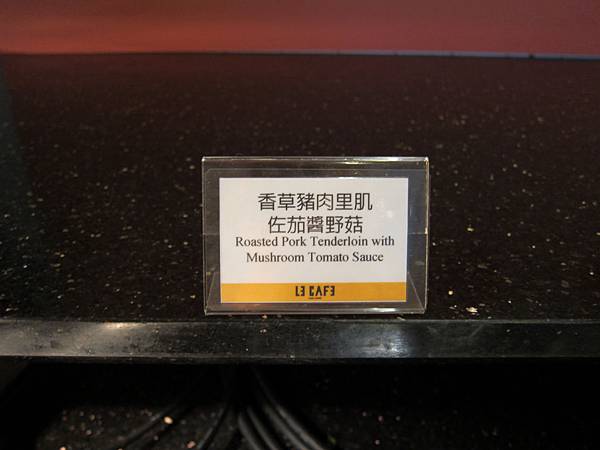 香草豬肉里肌
佐茄醬野菇
Roasted Pork Tenderloin with
Mushroom Tomato Sauce
LE CAFE